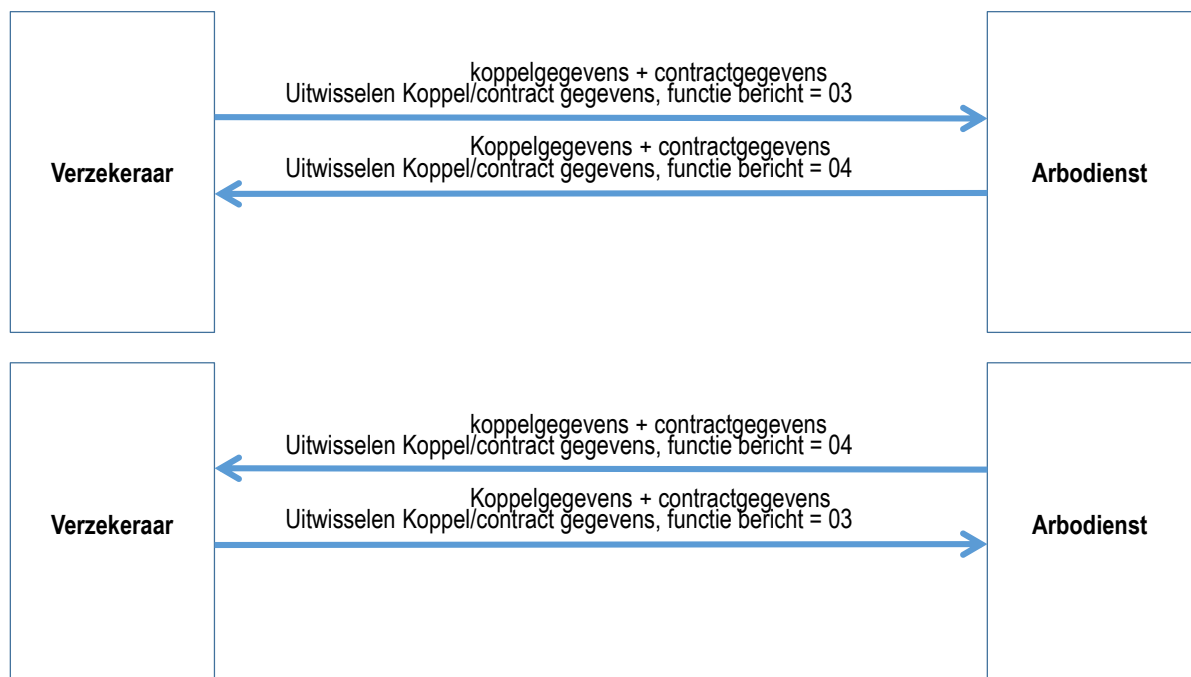 koppelgegevens + contractgegevens
Uitwisselen Koppel/contract gegevens, functie bericht = 03
Koppelgegevens + contractgegevens
Uitwisselen Koppel/contract gegevens, functie bericht = 04
Verzekeraar
Arbodienst
koppelgegevens + contractgegevens
Uitwisselen Koppel/contract gegevens, functie bericht = 04
Koppelgegevens + contractgegevens
Uitwisselen Koppel/contract gegevens, functie bericht = 03
Verzekeraar
Arbodienst